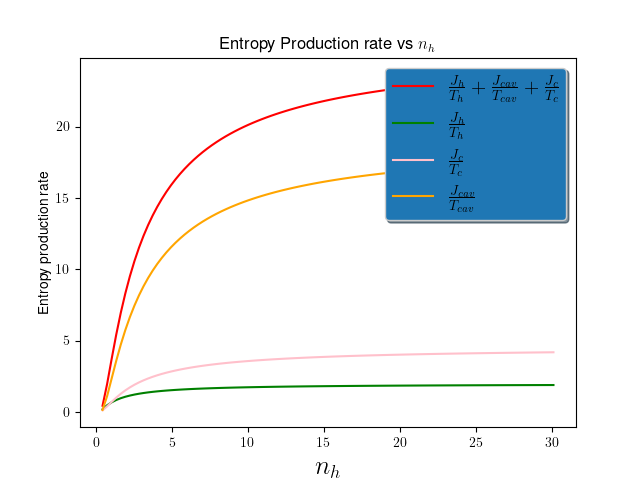 Entropy Production rate vs $n_h$
$\frac{J_h}{T_h} + \frac{J_{cav}}{T_{cav}} + \frac{J_c}{T_c}$
$\frac{J_h}{T_h}$
$\frac{J_c}{T_c}$
$\frac{J_{cav}}{T_{cav}}$
Entropy production rate
20
15
10
5
0
0 5 10 15 20 25 30
$n_h$